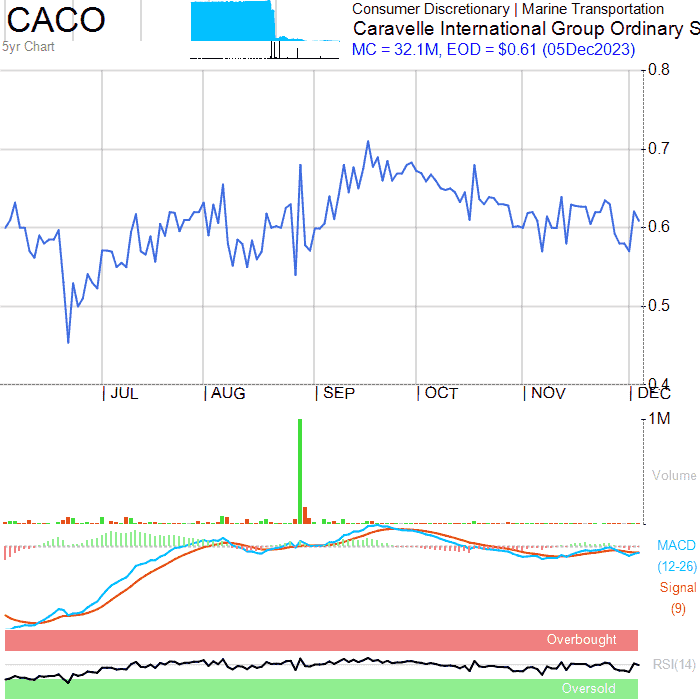 CACO
5yr Chart
Consumer Discretionary | Marine Transportation
Caravelle International Group Ordinary S
MC = 32.1M, EOD = $0.61 (05Dec2023)
0.8
0.7
0.6
0.5
0.4
| JUL | AUG | SEP | OCT | NOV | DEC
1M
Volume
MACD
(12-26)
Signal
(9)
Overbought
RSI(14)
Oversold